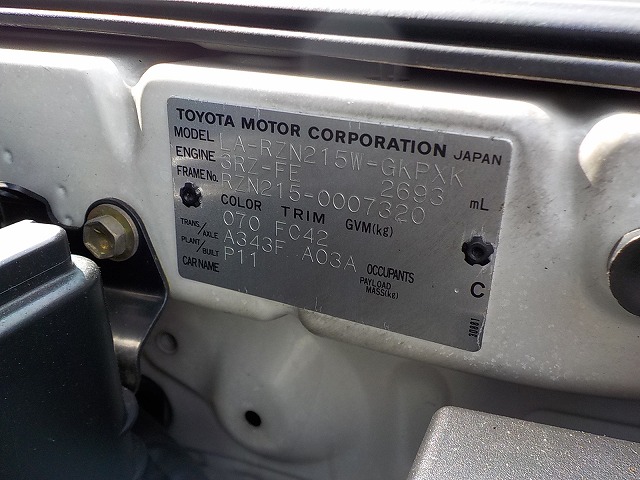 TOYOTA MOTOR CORPORATION JAPAN
MODEL LA-RZN215W-GKPXK
ENGINE 3RZ-FE 2693 mL
FRAME No. RZN215-0007320
COLOR TRIM GVM(kg)
070 FC42
TRANS/AXLE A343F A03A
PLANT/BUILT P11 OCCUPANTS
CAR NAME PAYLOAD MASS(kg) C
30881